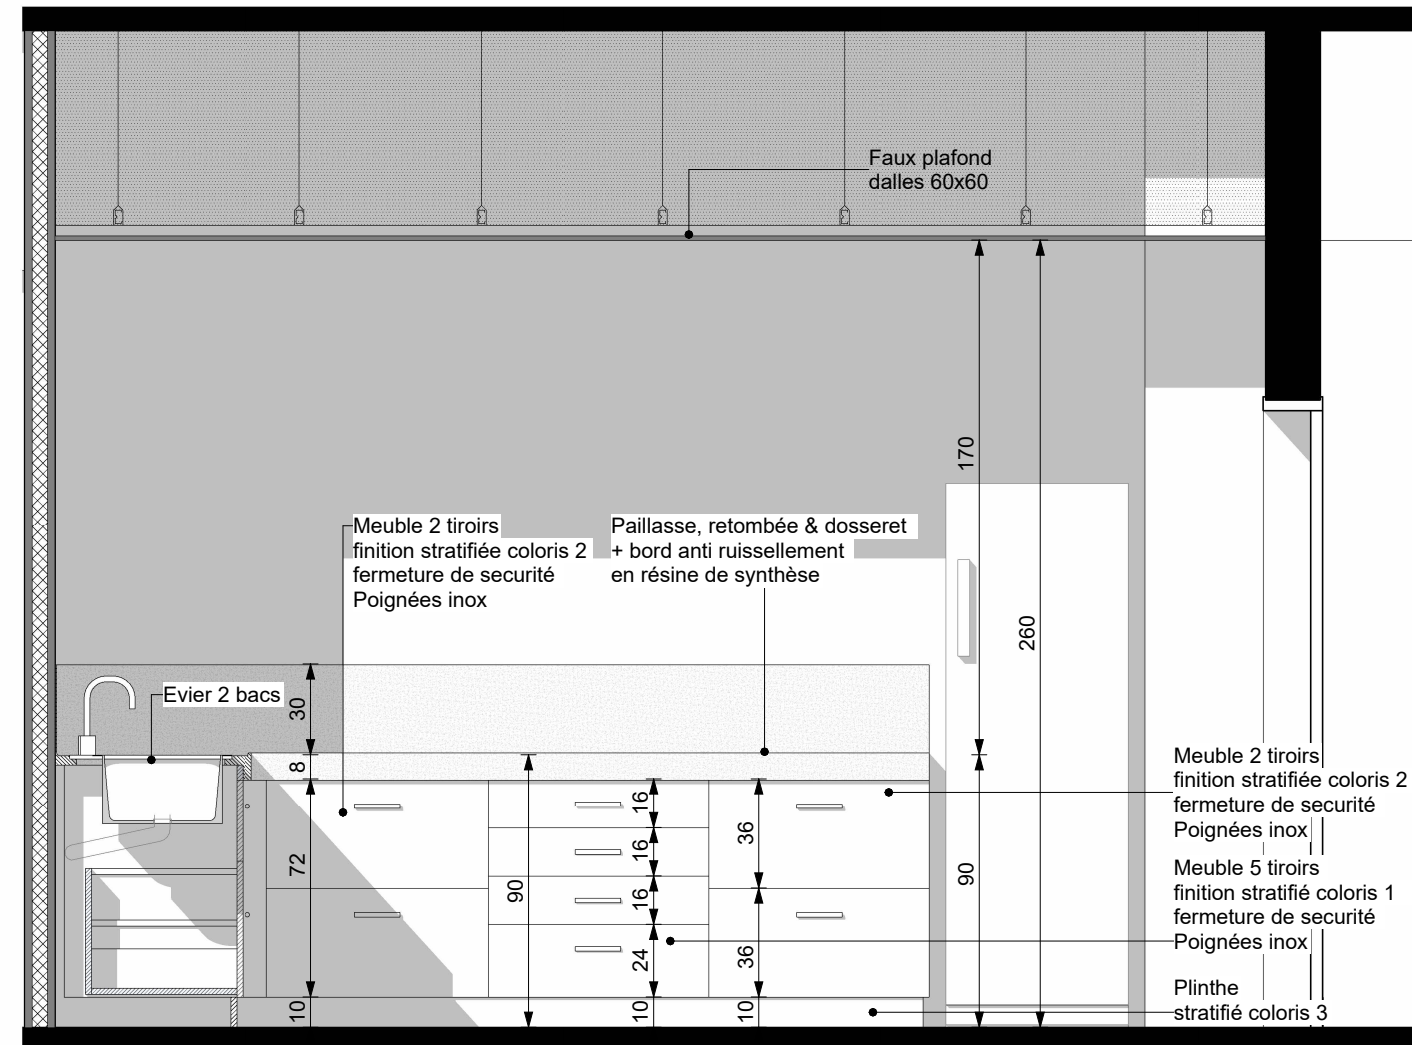 Faux plafond
dalles 60x60
170
260
Meuble 2 tiroirs
finition stratifiée coloris 2
fermeture de securité
Poignées inox
Paillasse, retombée & dosseret
+ bord anti ruissellement
en résine de synthèse
Evier 2 bacs
30
8
72
10
90
16
16
16
24
10
36
36
10
90
Meuble 2 tiroirs
finition stratifiée coloris 2
fermeture de securité
Poignées inox
Meuble 5 tiroirs
finition stratifié coloris 1
fermeture de securité
Poignées inox
Plinthe
stratifié coloris 3